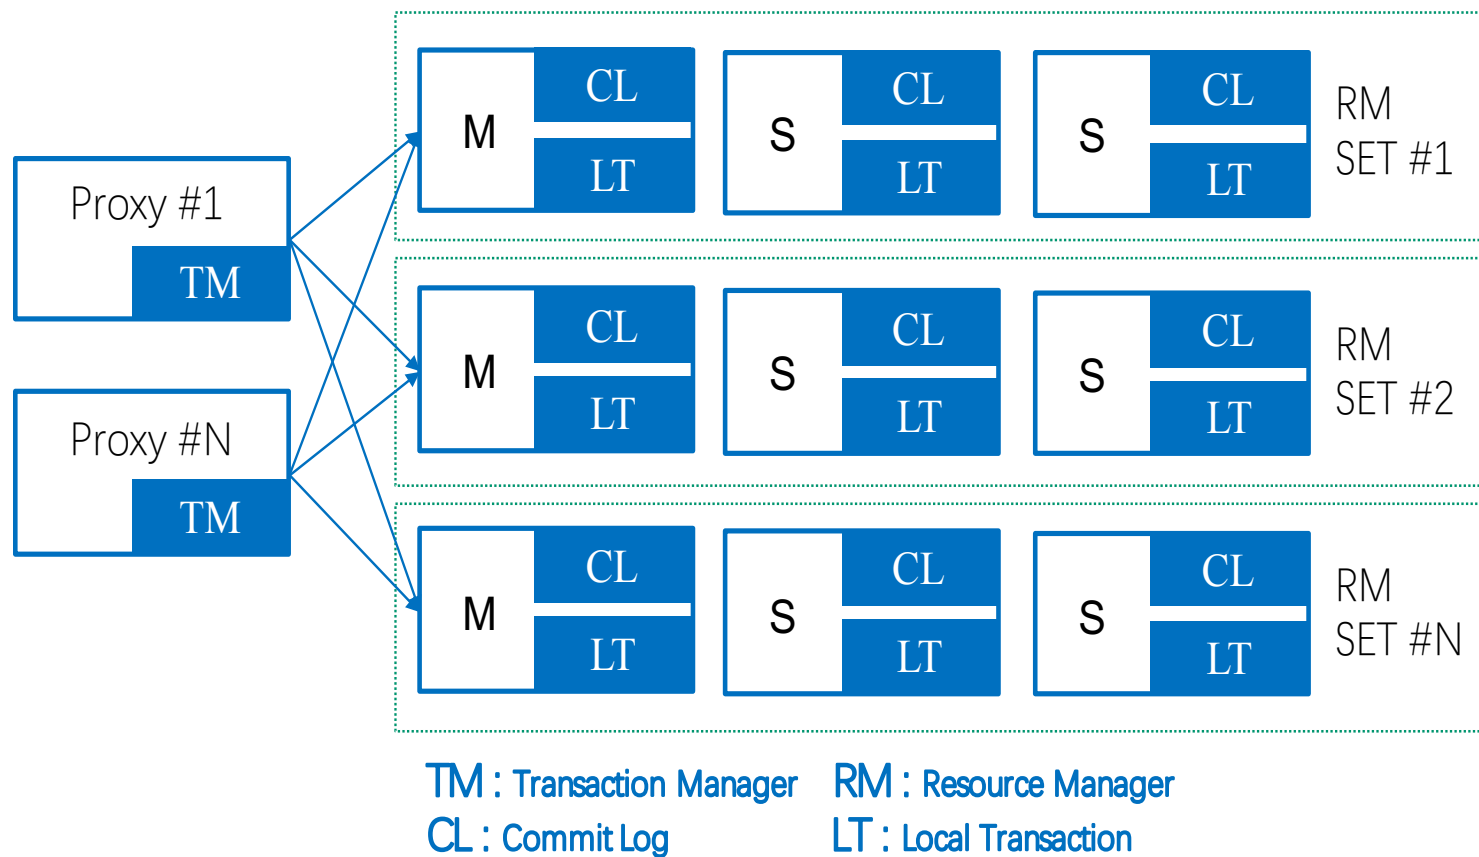 Proxy #1
TM
Proxy #N
TM
M
CL
LT
S
CL
LT
S
CL
LT
RM
SET #1
M
CL
LT
S
CL
LT
S
CL
LT
RM
SET #2
M
CL
LT
S
CL
LT
S
CL
LT
RM
SET #N
TM : Transaction Manager RM : Resource Manager
CL : Commit Log LT : Local Transaction